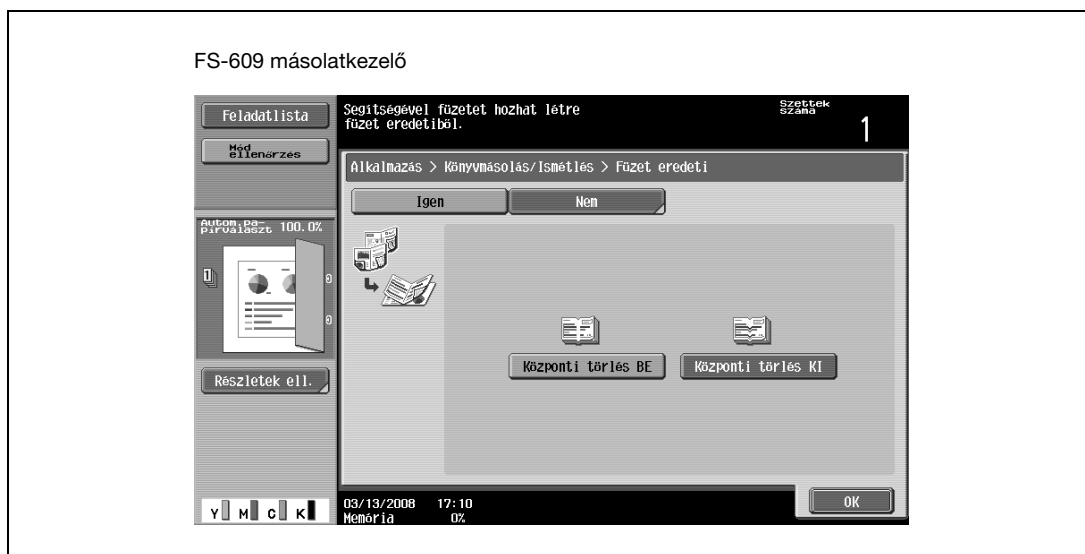 FS-609 másolatkezelő
Feladatlista
Mód
ellenőrzés
Segítségével füzetet hozhat létre
füzet eredetiből.
Szettek
száma
1
Alkalmazás > Könyvmásolás/Ismétlés > Füzet eredeti
Igen
Nem
Autom.pa-
pírválaszt 100.0%
1
Központi törlés BE
Központi törlés KI
Részletek ell.
Y M C K
03/13/2008 17:10
Memória 0%
OK